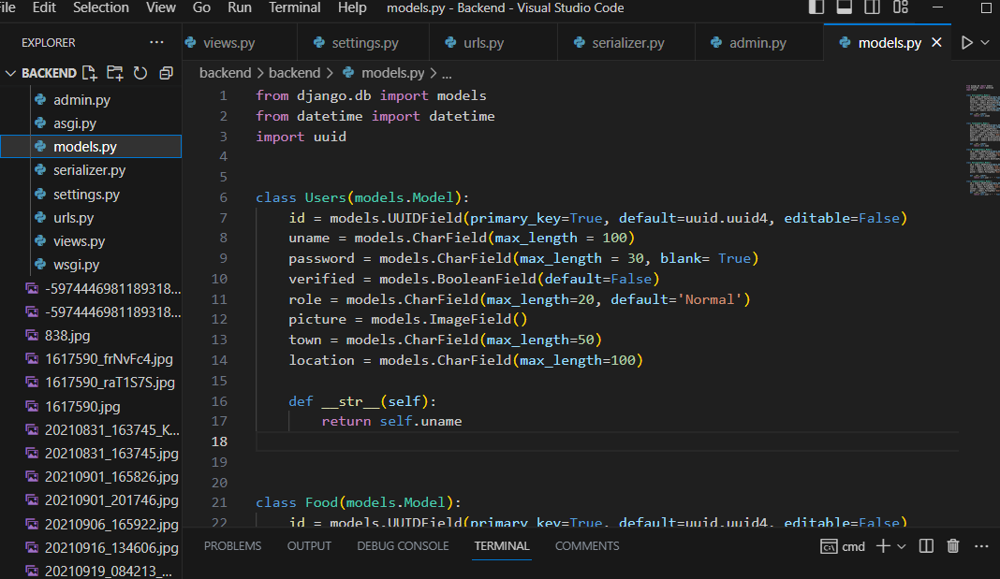 File Edit Selection View Go Run Terminal Help models.py - Backend - Visual Studio Code
EXPLORER ...
views.py settings.py urls.py serializer.py admin.py models.py
BACKEND
backend > backend > models.py > ...
admin.py
asgi.py
models.py
serializer.py
settings.py
urls.py
views.py
wsgi.py
-5974446981189318...
-5974446981189318...
838.jpg
1617590_frNvFc4.jpg
1617590_raT1S7S.jpg
1617590.jpg
20210831_163745_K...
20210831_163745.jpg
20210901_165826.jpg
20210901_201746.jpg
20210906_165922.jpg
20210916_134606.jpg
20210919_084213_...
1 from django.db import models
2 from datetime import datetime
3 import uuid
4
5
6 class Users(models.Model):
7 id = models.UUIDField(primary_key=True, default=uuid.uuid4, editable=False)
8 uname = models.CharField(max_length = 100)
9 password = models.CharField(max_length = 30, blank= True)
10 verified = models.BooleanField(default=False)
11 role = models.CharField(max_length=20, default='Normal')
12 picture = models.ImageField()
13 town = models.CharField(max_length=50)
14 location = models.CharField(max_length=100)
15
16 def __str__(self):
17 return self.uname
18
19
20
21 class Food(models.Model):
22 id = models.UUIDField(primary_key=True, default=uuid.uuid4, editable=False)
PROBLEMS OUTPUT DEBUG CONSOLE TERMINAL COMMENTS
cmd